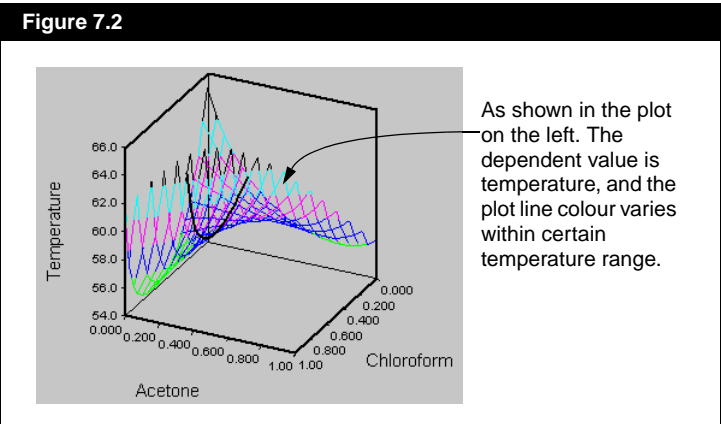 Figure 7.2
As shown in the plot
on the left. The
dependent value is
temperature, and the
plot line colour varies
within certain
temperature range.
Temperature
66.0
64.0
62.0
60.0
58.0
56.0
54.0
0.000 0.200 0.400 0.600 0.800 1.00
Acetone
0.000
0.200
0.400
0.600
0.800
1.00
Chloroform